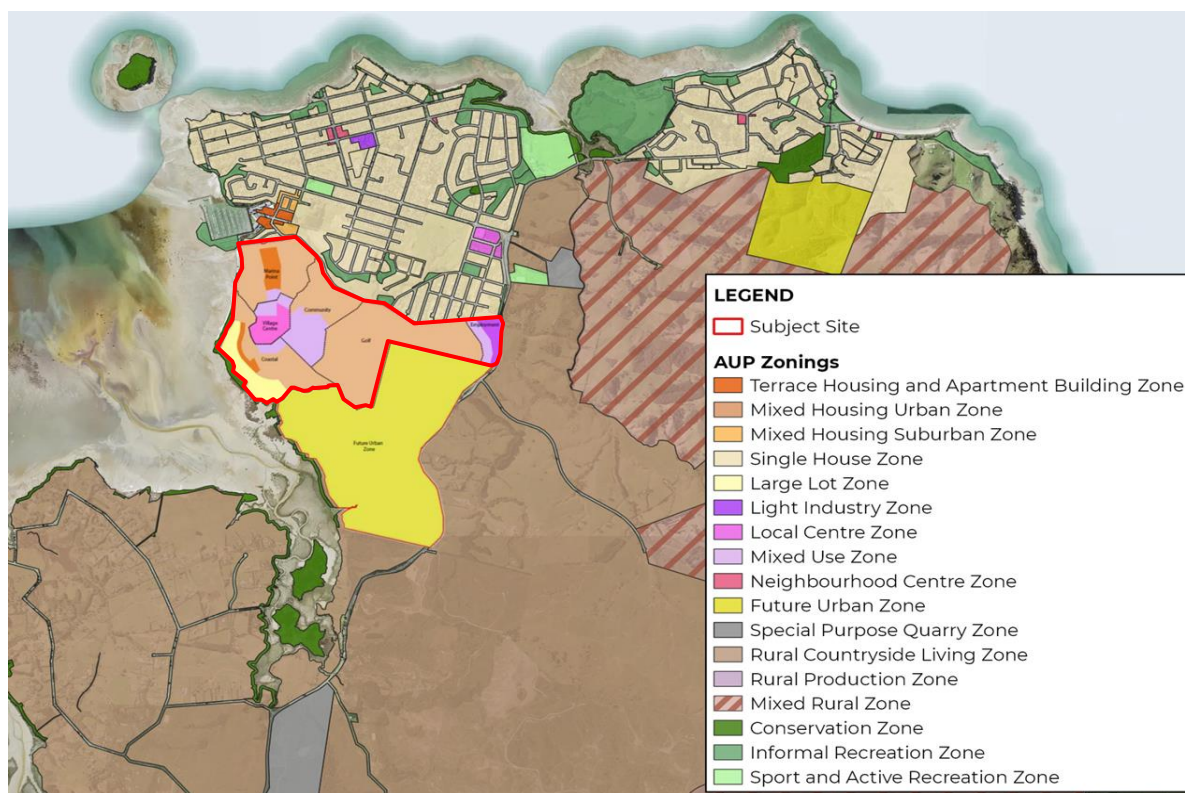 Marina
Point
Village
Centre
Community
Employment
Golf
Coastal
Future Urban
Zone
LEGEND
Subject Site
AUP Zonings
Terrace Housing and Apartment Building Zone
Mixed Housing Urban Zone
Mixed Housing Suburban Zone
Single House Zone
Large Lot Zone
Light Industry Zone
Local Centre Zone
Mixed Use Zone
Neighbourhood Centre Zone
Future Urban Zone
Special Purpose Quarry Zone
Rural Countryside Living Zone
Rural Production Zone
Mixed Rural Zone
Conservation Zone
Informal Recreation Zone
Sport and Active Recreation Zone